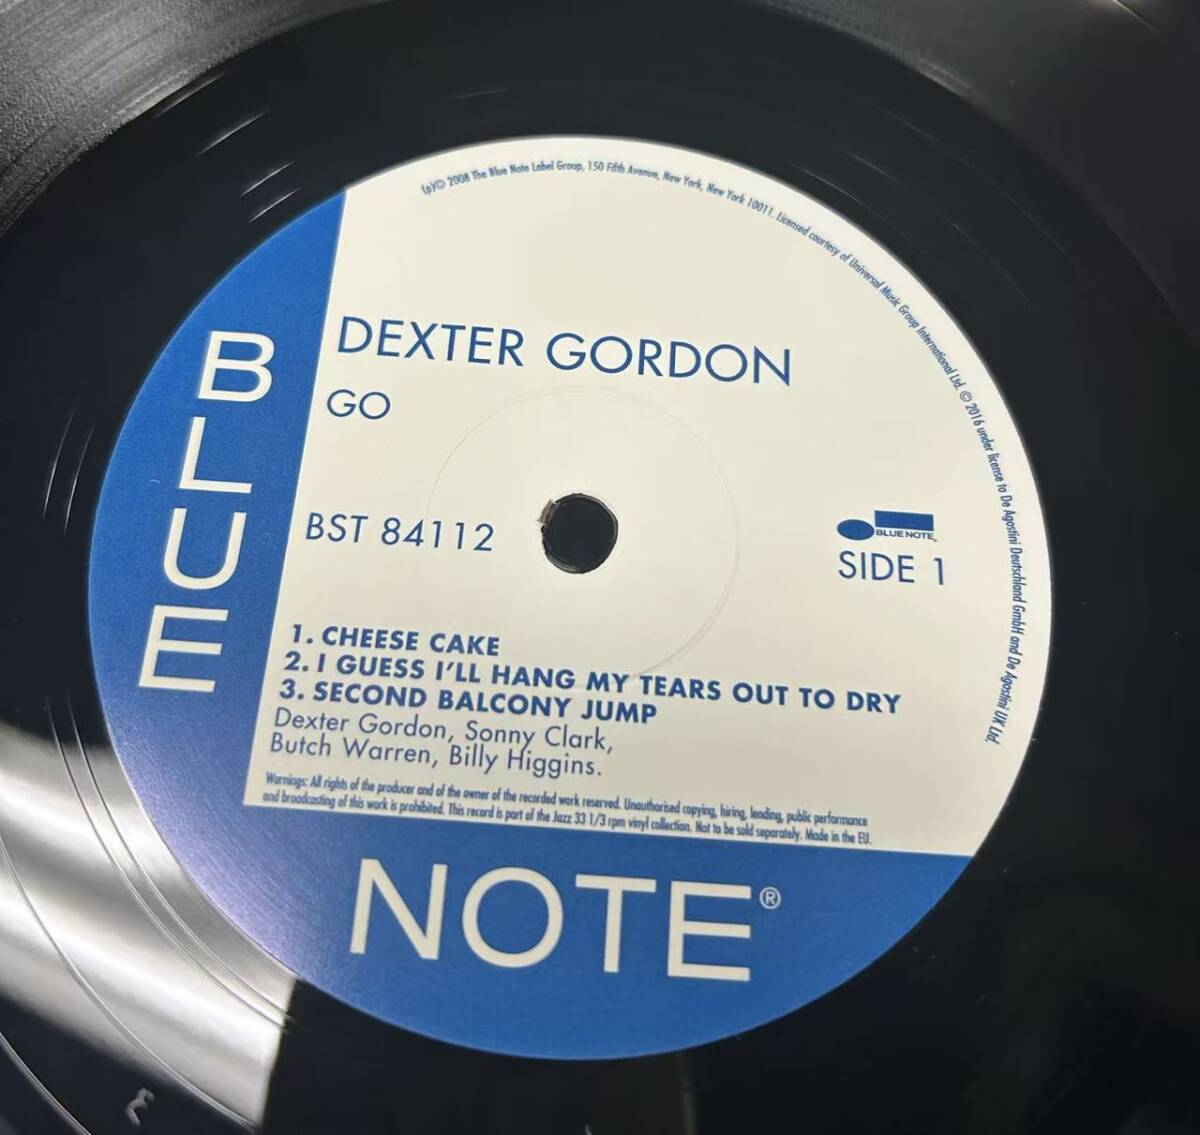 (p)© 2008 The Blue Note Label Group, 150 Fifth Avenue, New York, New York 10011. Licensed courtesy of Universal Music Group International Ltd. © 2016 under license to De Agostini Deutschland GmbH and De Agostini UK Ltd.
DEXTER GORDON
GO
BST 84112
BLUE NOTE
SIDE 1
1. CHEESE CAKE
2. I GUESS I'LL HANG MY TEARS OUT TO DRY
3. SECOND BALCONY JUMP
Dexter Gordon, Sonny Clark,
Butch Warren, Billy Higgins.
Warnings: All rights of the producer and of the owner of the recorded work reserved. Unauthorised copying, hiring, lending, public performance
and broadcasting of this work is prohibited. This record is part of the Jazz 33 1/3 rpm vinyl collection. Not to be sold separately. Made in the EU.
BLUE
NOTE®